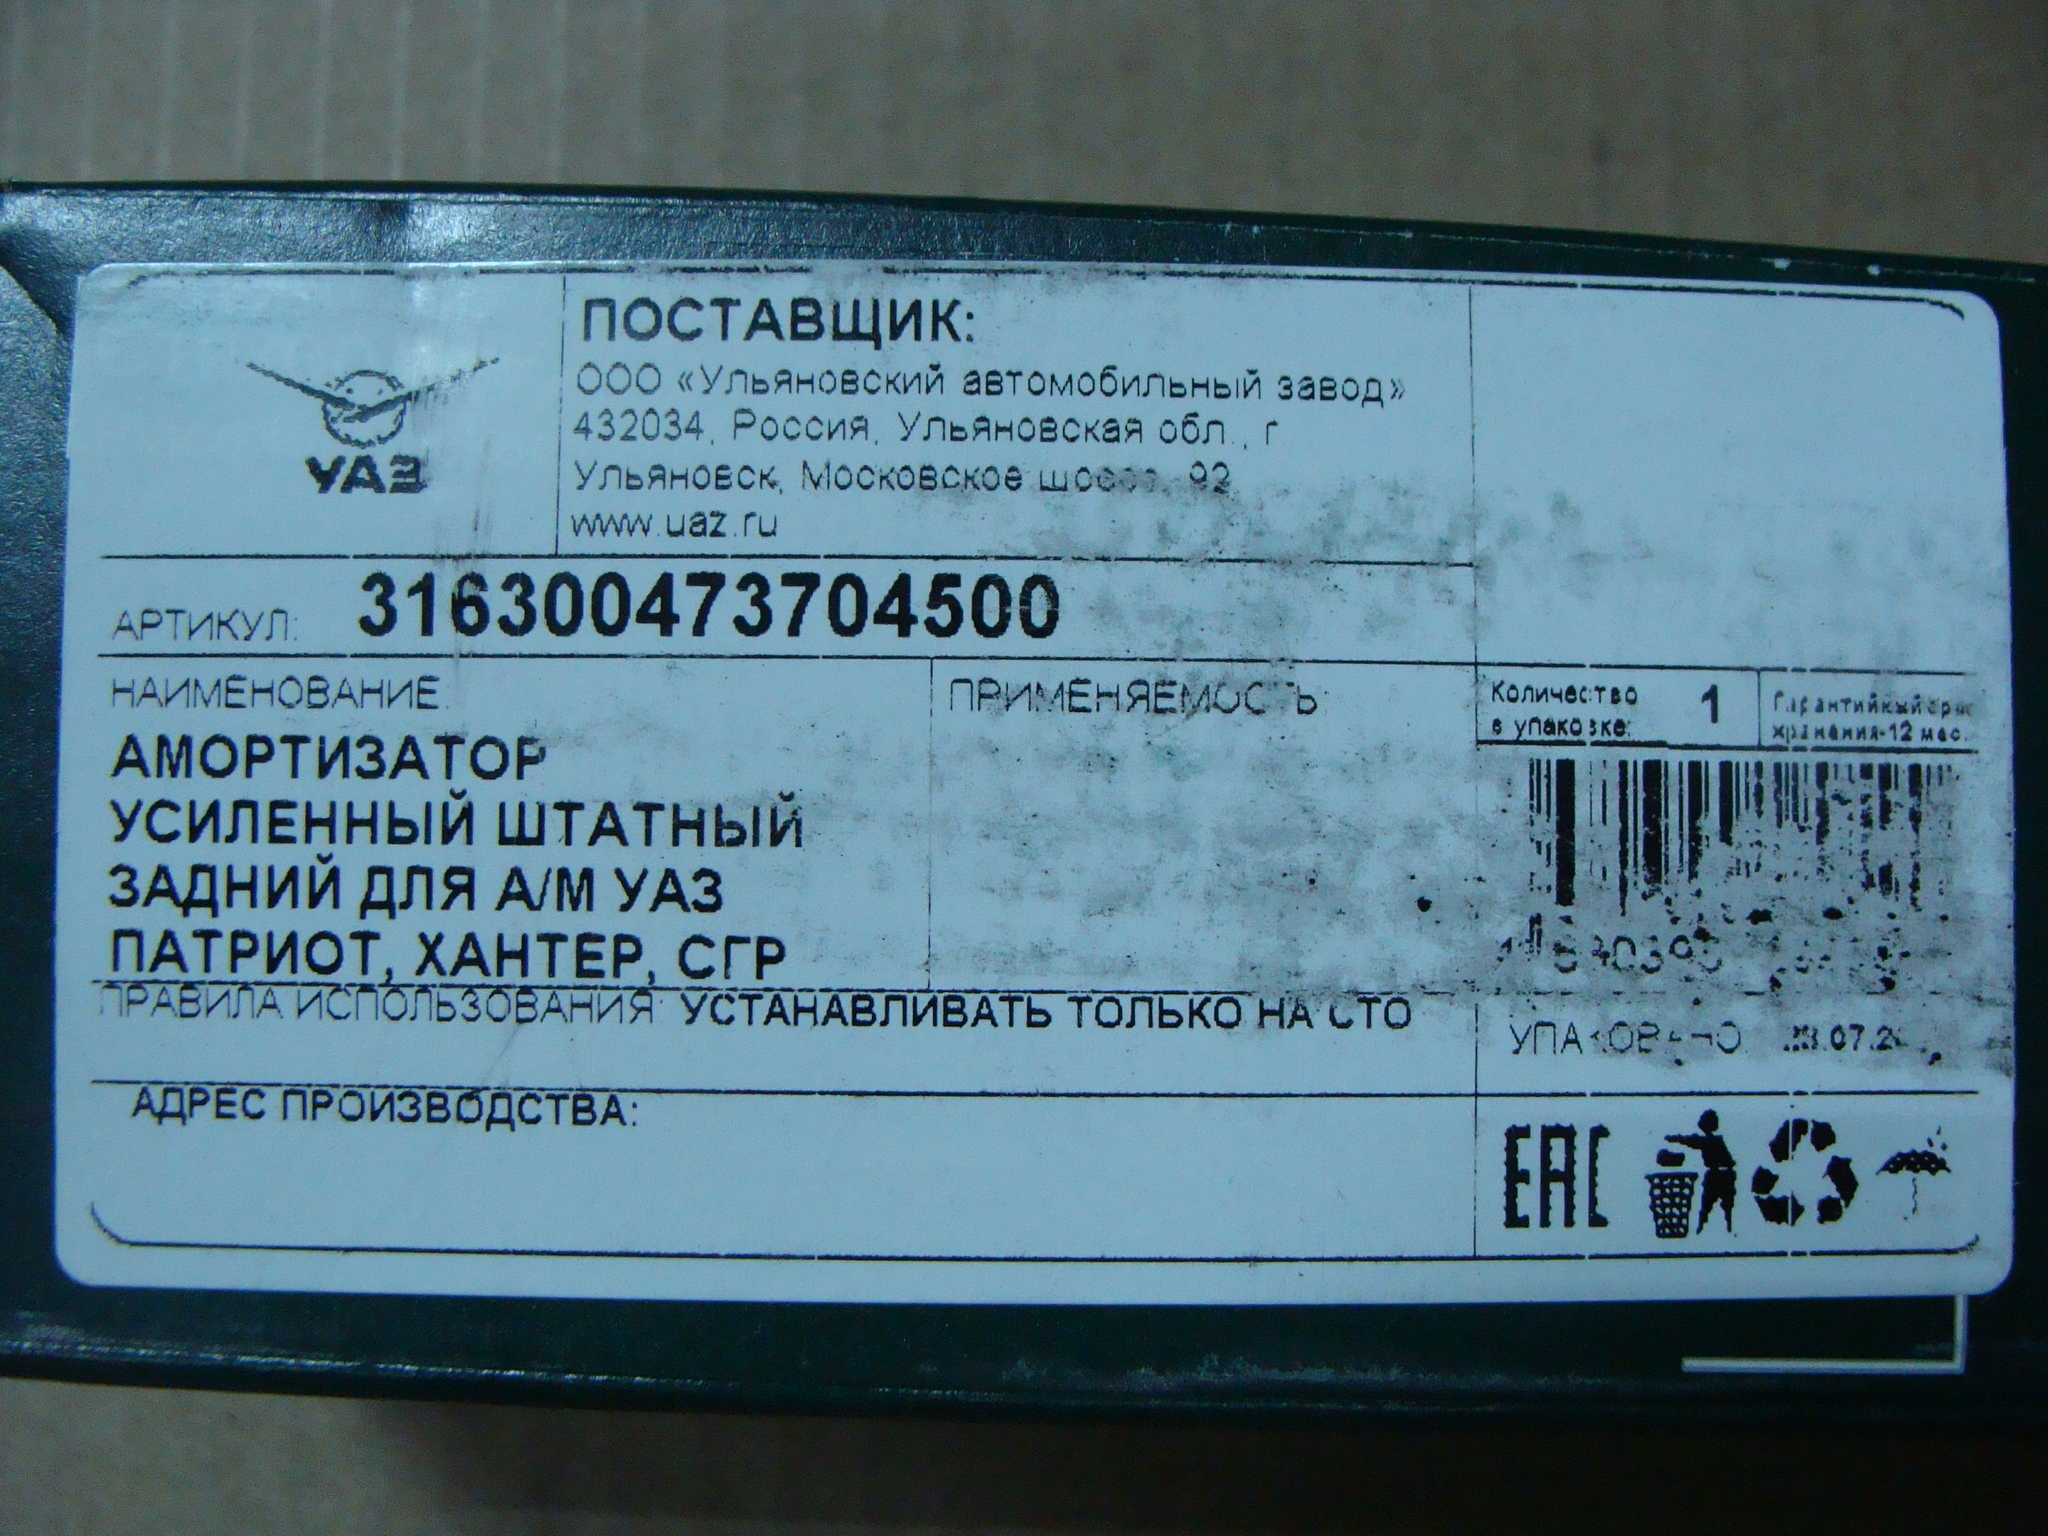 УАЗ
ПОСТАВЩИК:
ООО «Ульяновский автомобильный завод»
432034, Россия, Ульяновская обл., г
Ульяновск, Московское шоссе, 92
www.uaz.ru
АРТИКУЛ: 316300473704500
НАИМЕНОВАНИЕ:
АМОРТИЗАТОР
УСИЛЕННЫЙ ШТАТНЫЙ
ЗАДНИЙ ДЛЯ А/М УАЗ
ПАТРИОТ, ХАНТЕР, СГР
ПРИМЕНЯЕМОСТЬ:
Количество
в упаковке: 1
Гарантийный срок
хранения-12 мес.
ПРАВИЛА ИСПОЛЬЗОВАНИЯ: УСТАНАВЛИВАТЬ ТОЛЬКО НА СТО
УПАКОВАНО
АДРЕС ПРОИЗВОДСТВА:
EAC